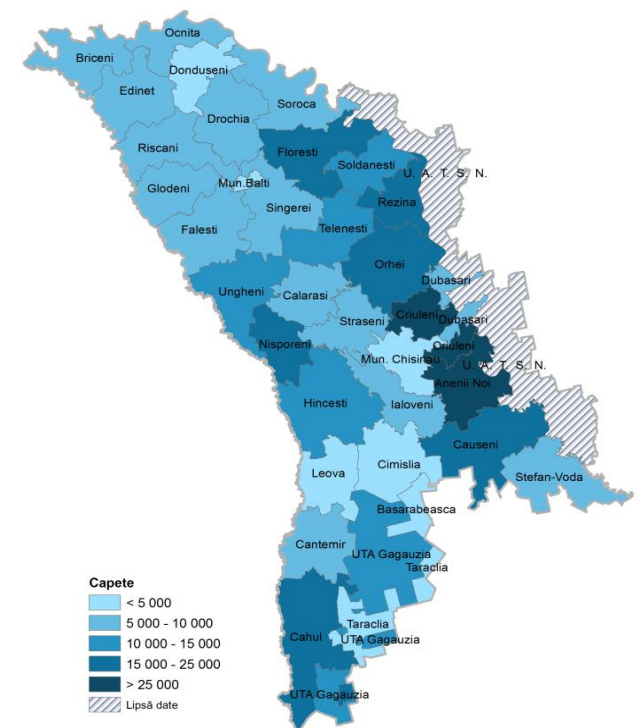 Ocnita
Briceni
Donduseni
Edinet
Soroca
Drochia
Riscani
Floresti
Soldanesti
U. A. T. S. N.
Glodeni
Mun.Balti
Rezina
Singerei
Falesti
Telenesti
Orhei
Dubasari
Ungheni
Calarasi
Criuleni
Dubasari
Straseni
Nisporeni
Criuleni
Mun. Chisinau
U. A. T. S. N.
Anenii Noi
Hincesti
Ialoveni
Causeni
Cimislia
Leova
Stefan-Voda
Basarabeasca
Cantemir
UTA Gagauzia
Taraclia
Capete
< 5 000
5 000 - 10 000
10 000 - 15 000
15 000 - 25 000
> 25 000
Lipsă date
Taraclia
Cahul
UTA Gagauzia
UTA Gagauzia